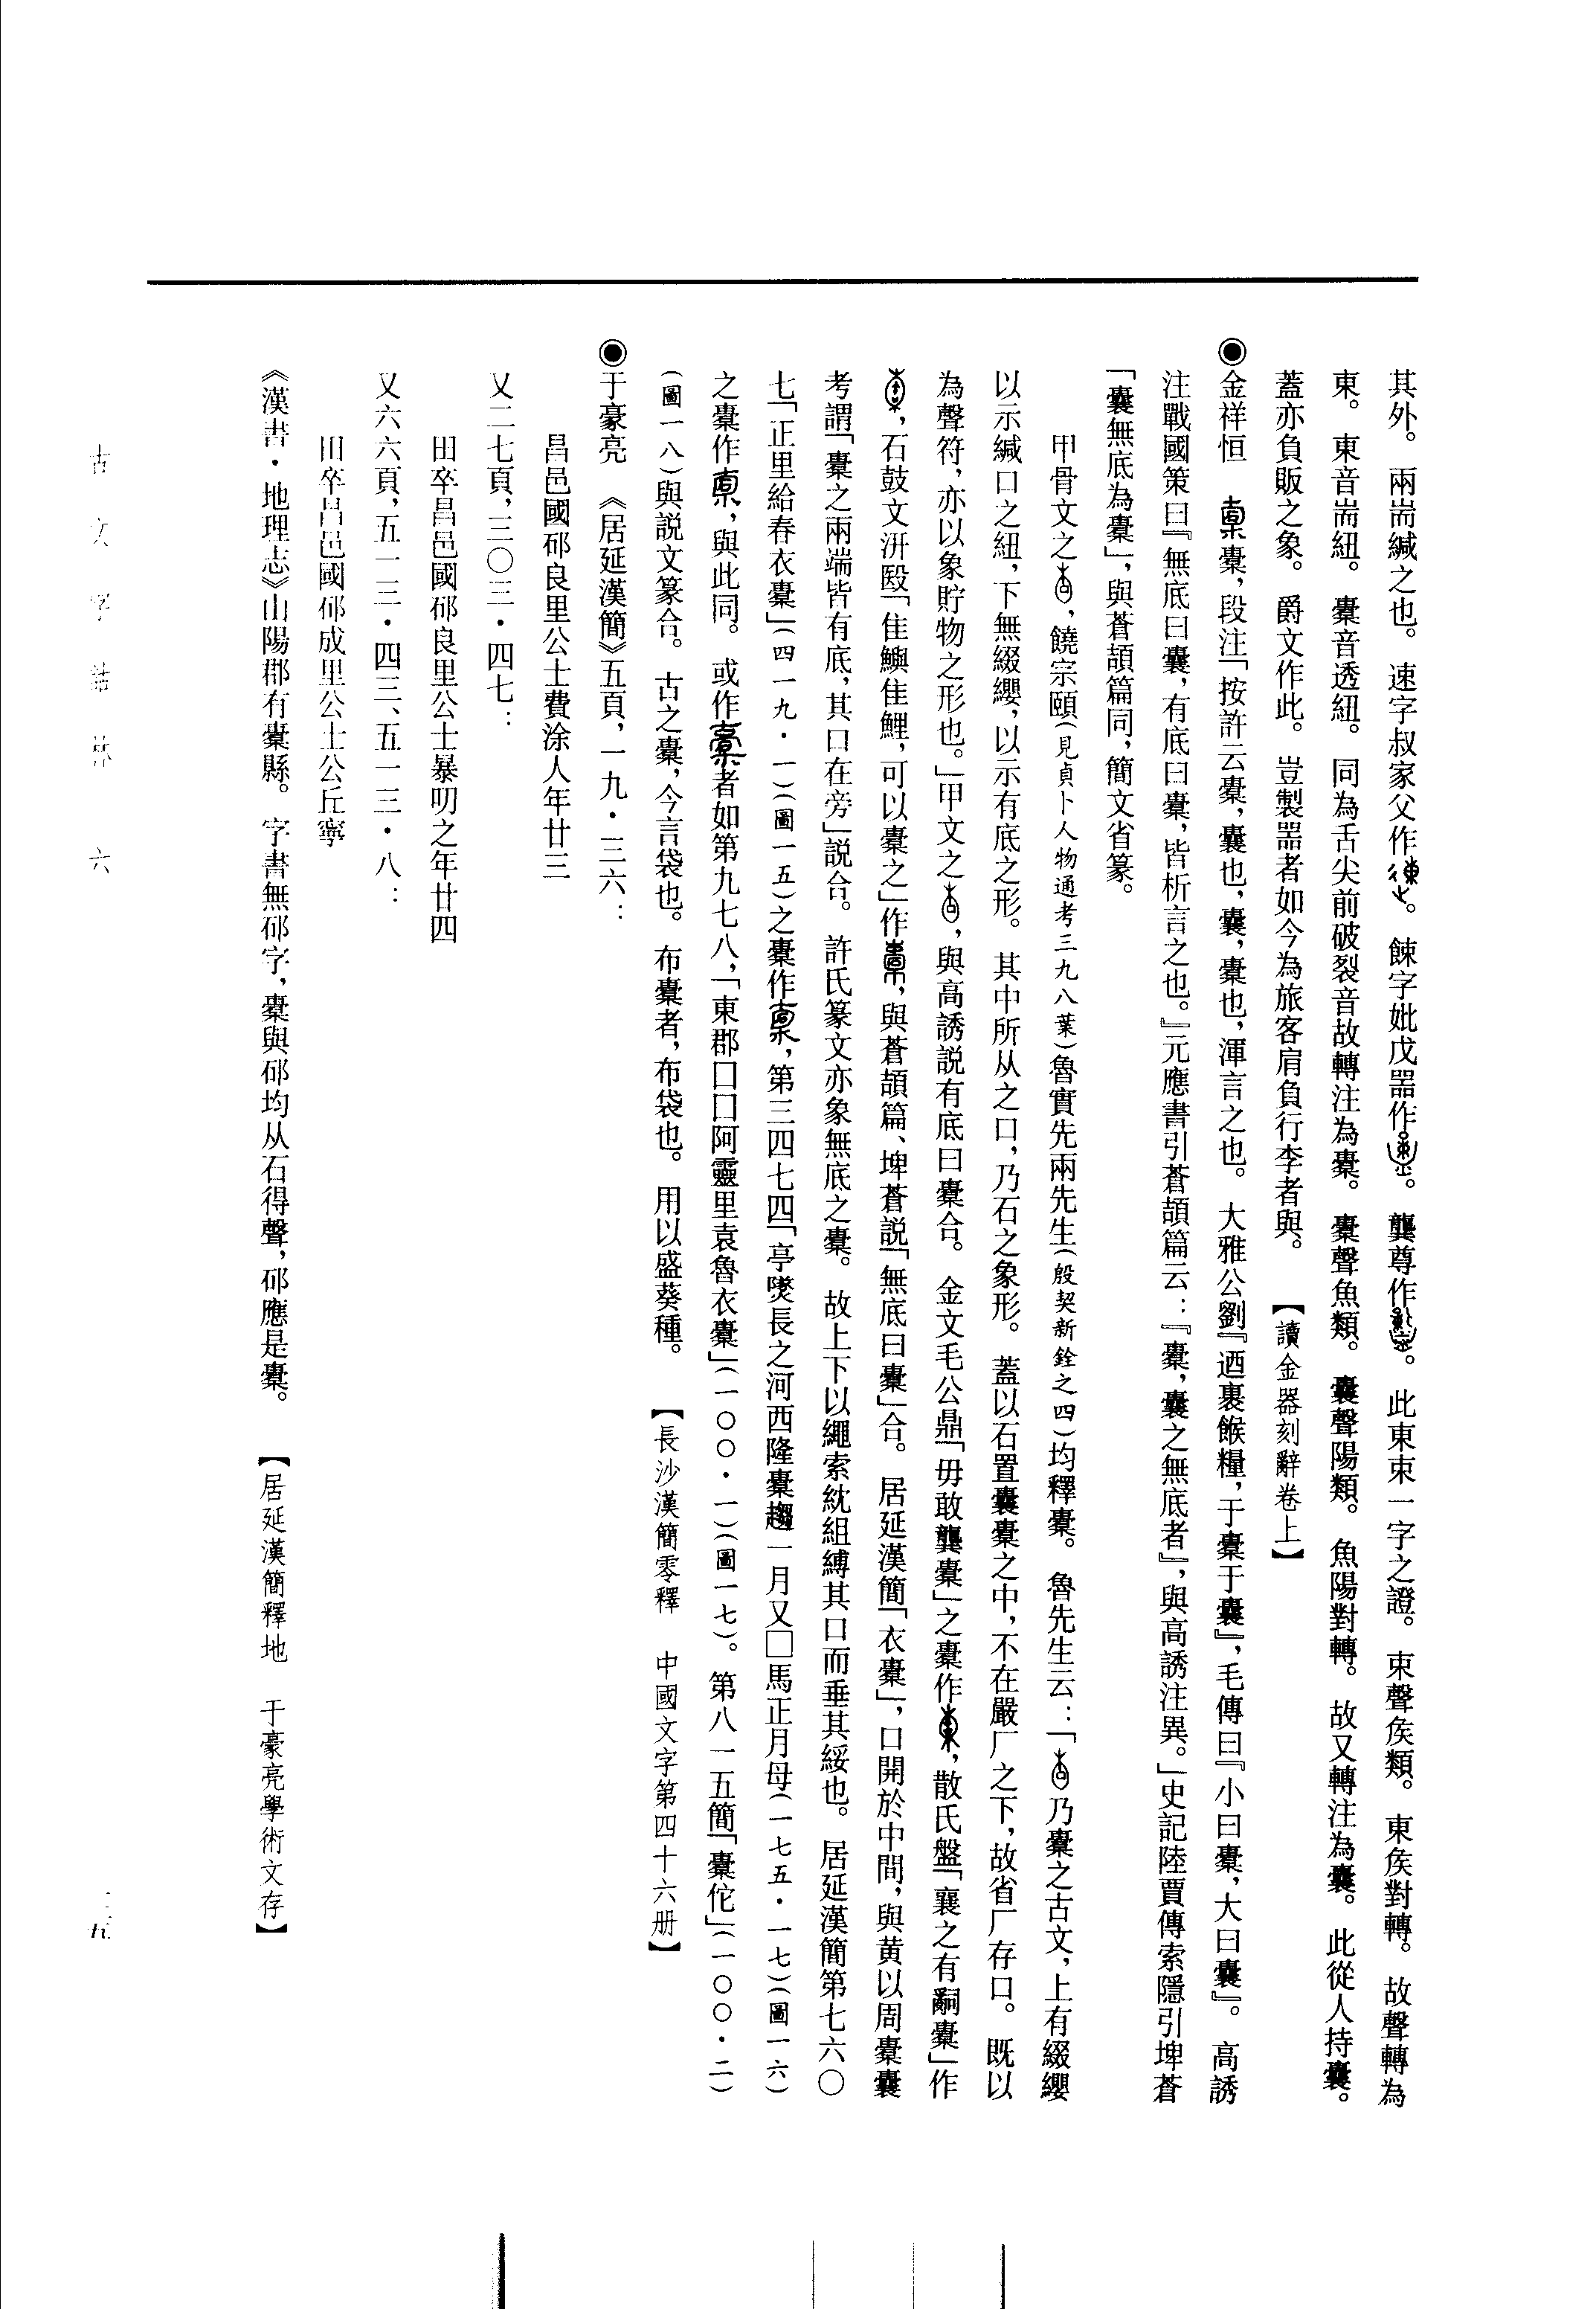 其外。兩耑緘之也。速字叔家父作。餗字妣戊噐作。龔尊作。此東束一字之證。束聲矦類。東矦對轉。故聲轉為
東。東音耑紐。橐音透紐。同為舌尖前破裂音故轉注為橐。橐聲魚類。囊聲陽類。魚陽對轉。故又轉注為囊。此從人持囊。
蓋亦負販之象。爵文作此。豈製噐者如今為旅客肩負行李者與。【讀金器刻辭卷上】
◉金祥恒　橐，段注「按許云橐，囊也，囊，橐也，渾言之也。大雅公劉『迺裹餱糧，于橐于囊』，毛傳曰『小曰橐，大曰囊』。高誘
注戰國策曰『無底曰囊，有底曰橐，皆析言之也。』元應書引蒼頡篇云：『橐，囊之無底者』，與高誘注異。」史記陸賈傳索隱引埤蒼
「囊無底為橐」，與蒼頡篇同，簡文省篆。
甲骨文之，饒宗頤（見貞卜人物通考三九八葉）魯實先兩先生（殷契新銓之四）均釋橐。魯先生云：「乃橐之古文，上有綴纓
以示緘口之紐，下無綴纓，以示有底之形。其中所从之口，乃石之象形。蓋以石置囊橐之中，不在嚴厂之下，故省厂存口。既以
為聲符，亦以象貯物之形也。」甲文之，與高誘説有底曰橐合。金文毛公鼎「毋敢龔橐」之橐作，散氏盤「襄之有嗣橐」作
，石鼓文汧殹「隹鱮隹鯉，可以橐之」作，與蒼頡篇、埤蒼説「無底曰橐」合。居延漢簡「衣橐」，口開於中間，與黄以周橐囊
考謂「橐之兩端皆有底，其口在旁」説合。許氏篆文亦象無底之橐。故上下以繩索紞組縛其口而垂其綏也。居延漢簡第七六〇
七「正里給春衣橐」（四一九・一）（圖一五）之橐作，第三四七四「亭燧長之河西隆橐趨一月又□馬正月母（一七五・一七）（圖一六）
之橐作，與此同。或作者如第九七八，「東郡囗囗阿靈里袁魯衣橐」（一〇〇・一）（圖一七）。第八一五簡「橐佗」（一〇〇・二）
（圖一八）與説文篆合。古之橐，今言袋也。布橐者，布袋也。用以盛葵種。【長沙漢簡零釋　中國文字第四十六册】
◉于豪亮　《居延漢簡》五頁，一九・三六：
昌邑國邟良里公士費涂人年廿三
又二七頁，三〇三・四七：
田卒昌邑國邟良里公士暴叨之年廿四
又六六頁，五一三・四三、五一三・八：
田卒昌邑國邟成里公士公丘寧
《漢書・地理志》山陽郡有橐縣。字書無邟字，橐與邟均从石得聲，邟應是橐。【居延漢簡釋地　于豪亮學術文存】
古文字詁林　六